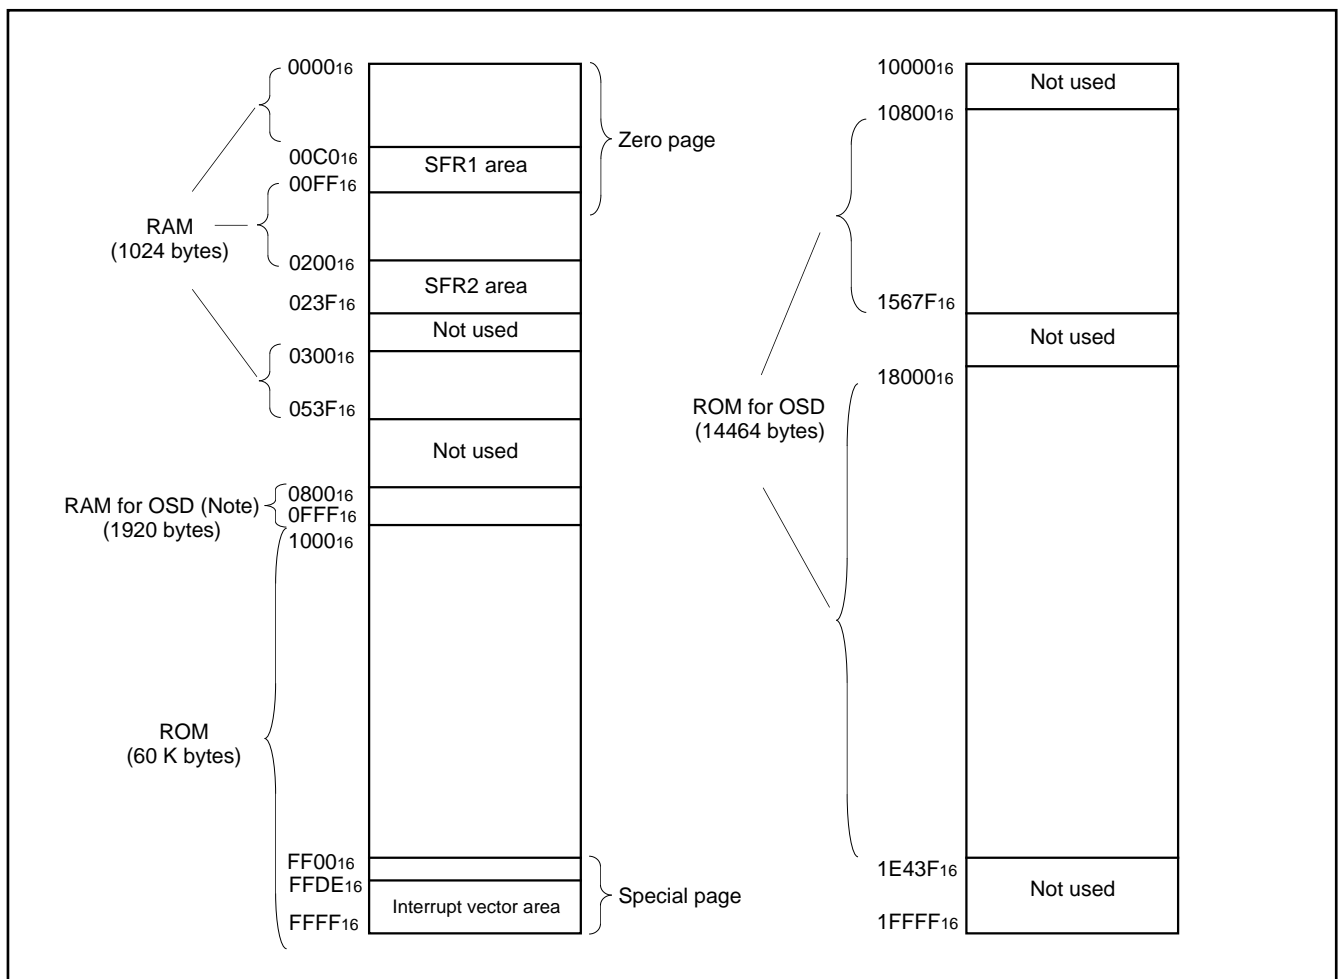 0000₁₆
00C0₁₆
SFR1 area
00FF₁₆
Zero page
RAM
(1024 bytes)
0200₁₆
SFR2 area
023F₁₆
Not used
0300₁₆
053F₁₆
Not used
RAM for OSD (Note)
(1920 bytes)
0800₁₆
0FFF₁₆
1000₁₆
ROM
(60 K bytes)
FF00₁₆
FFDE₁₆
Interrupt vector area
FFFF₁₆
Special page
10000₁₆
Not used
10800₁₆
1567F₁₆
Not used
18000₁₆
ROM for OSD
(14464 bytes)
1E43F₁₆
Not used
1FFFF₁₆